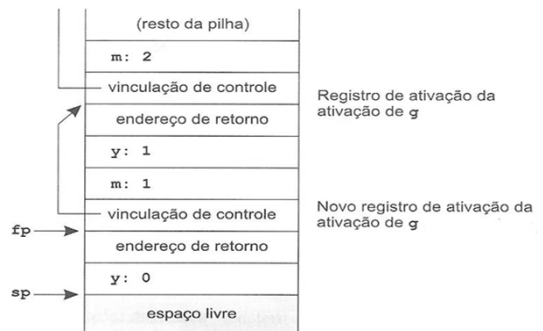 (resto da pilha)
m: 2
vinculação de controle
endereço de retorno
Registro de ativação da
ativação de g
y: 1
m: 1
vinculação de controle
Novo registro de ativação da
ativação de g
fp
endereço de retorno
y: 0
sp
espaço livre